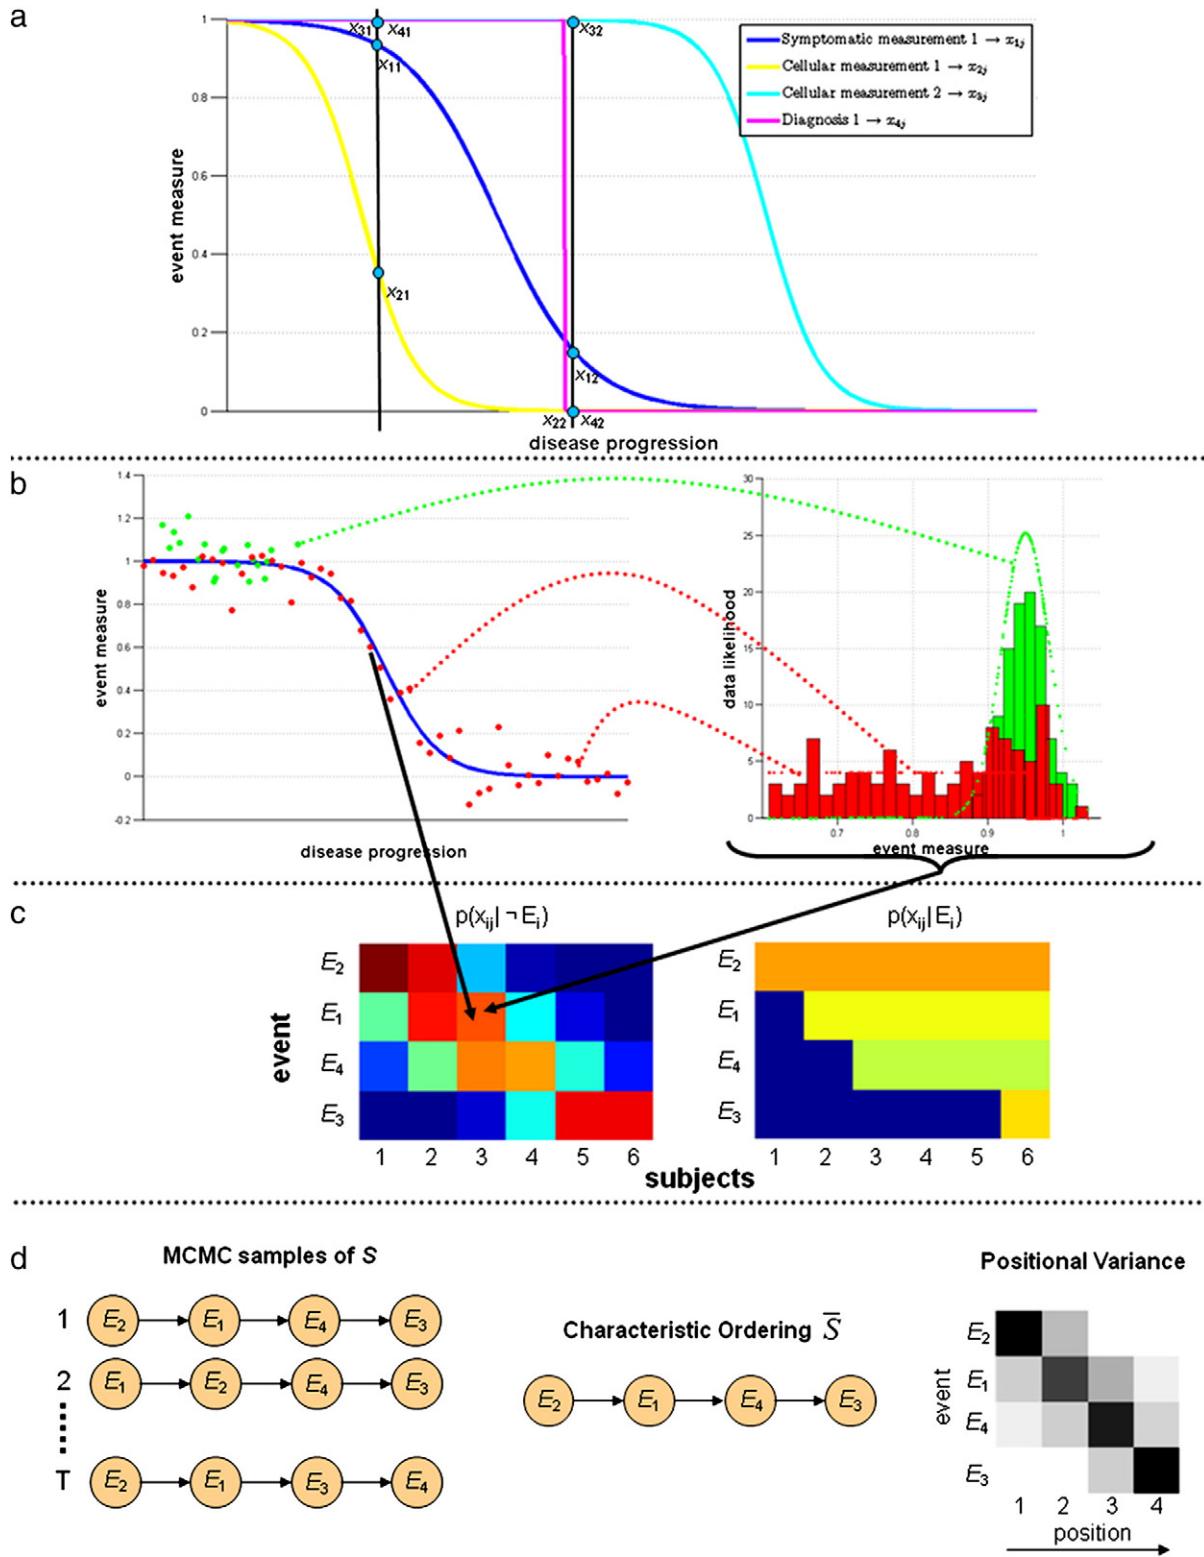 a
1
0.8
0.6
0.4
0.2
0
event measure
x31 x41
x11
x21
x32
x12
x22 x42
disease progression
Symptomatic measurement 1 → x1j
Cellular measurement 1 → x2j
Cellular measurement 2 → x3j
Diagnosis 1 → x4j
b
1.4
1.2
1
0.8
0.6
0.4
0.2
0
-0.2
event measure
disease progression
30
25
20
15
10
5
0
data likelihood
0.7 0.8 0.9 1
event measure
c
p(xij| ¬ Ei)
p(xij| Ei)
event
E2
E1
E4
E3
1 2 3 4 5 6
E2
E1
E4
E3
1 2 3 4 5 6
subjects
d
MCMC samples of S
1 E2 E1 E4 E3
2 E1 E2 E4 E3
T E2 E1 E3 E4
Characteristic Ordering S̅
E2 E1 E4 E3
Positional Variance
event
E2
E1
E4
E3
1 2 3 4
position